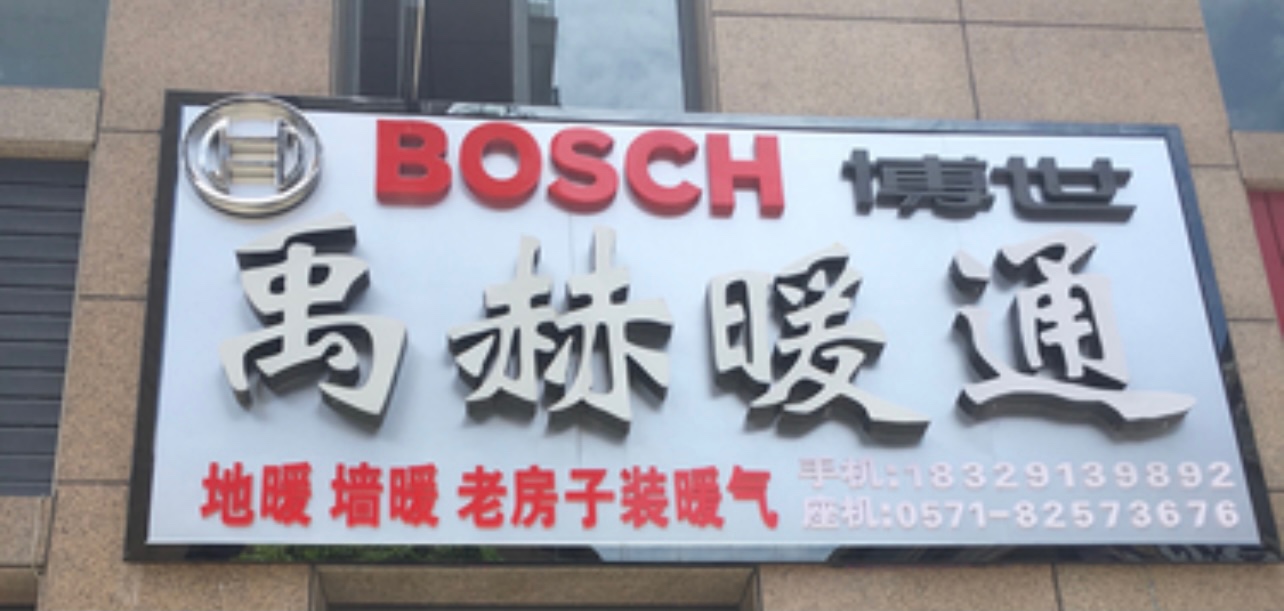 BOSCH 博世
禹赫暖通
地暖 墙暖 老房子装暖气
手机:18329139892
座机:0571-82573676